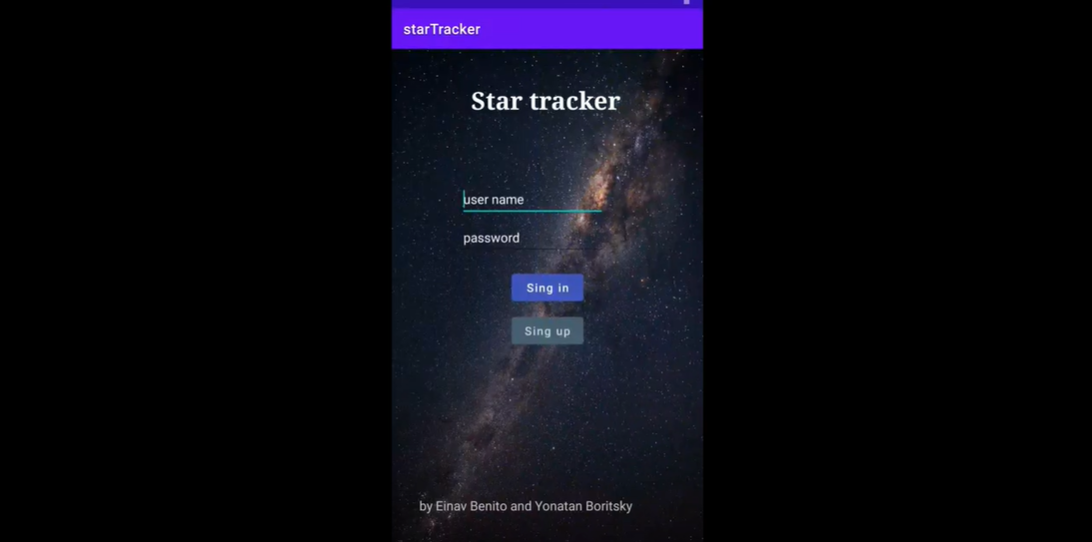 starTracker
Star tracker
user name
password
Sing in
Sing up
by Einav Benito and Yonatan Boritsky